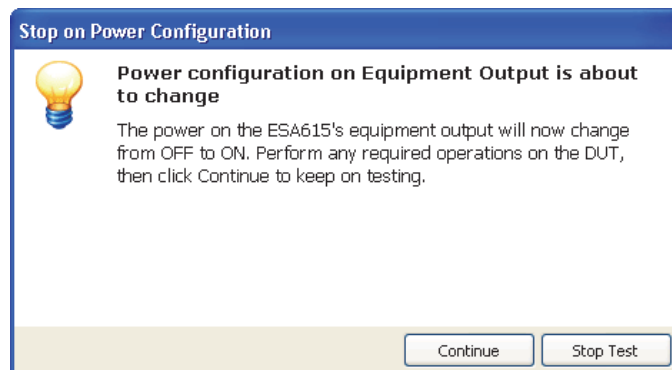 Stop on Power Configuration
Power configuration on Equipment Output is about
to change
The power on the ESA615's equipment output will now change
from OFF to ON. Perform any required operations on the DUT,
then click Continue to keep on testing.
Continue
Stop Test